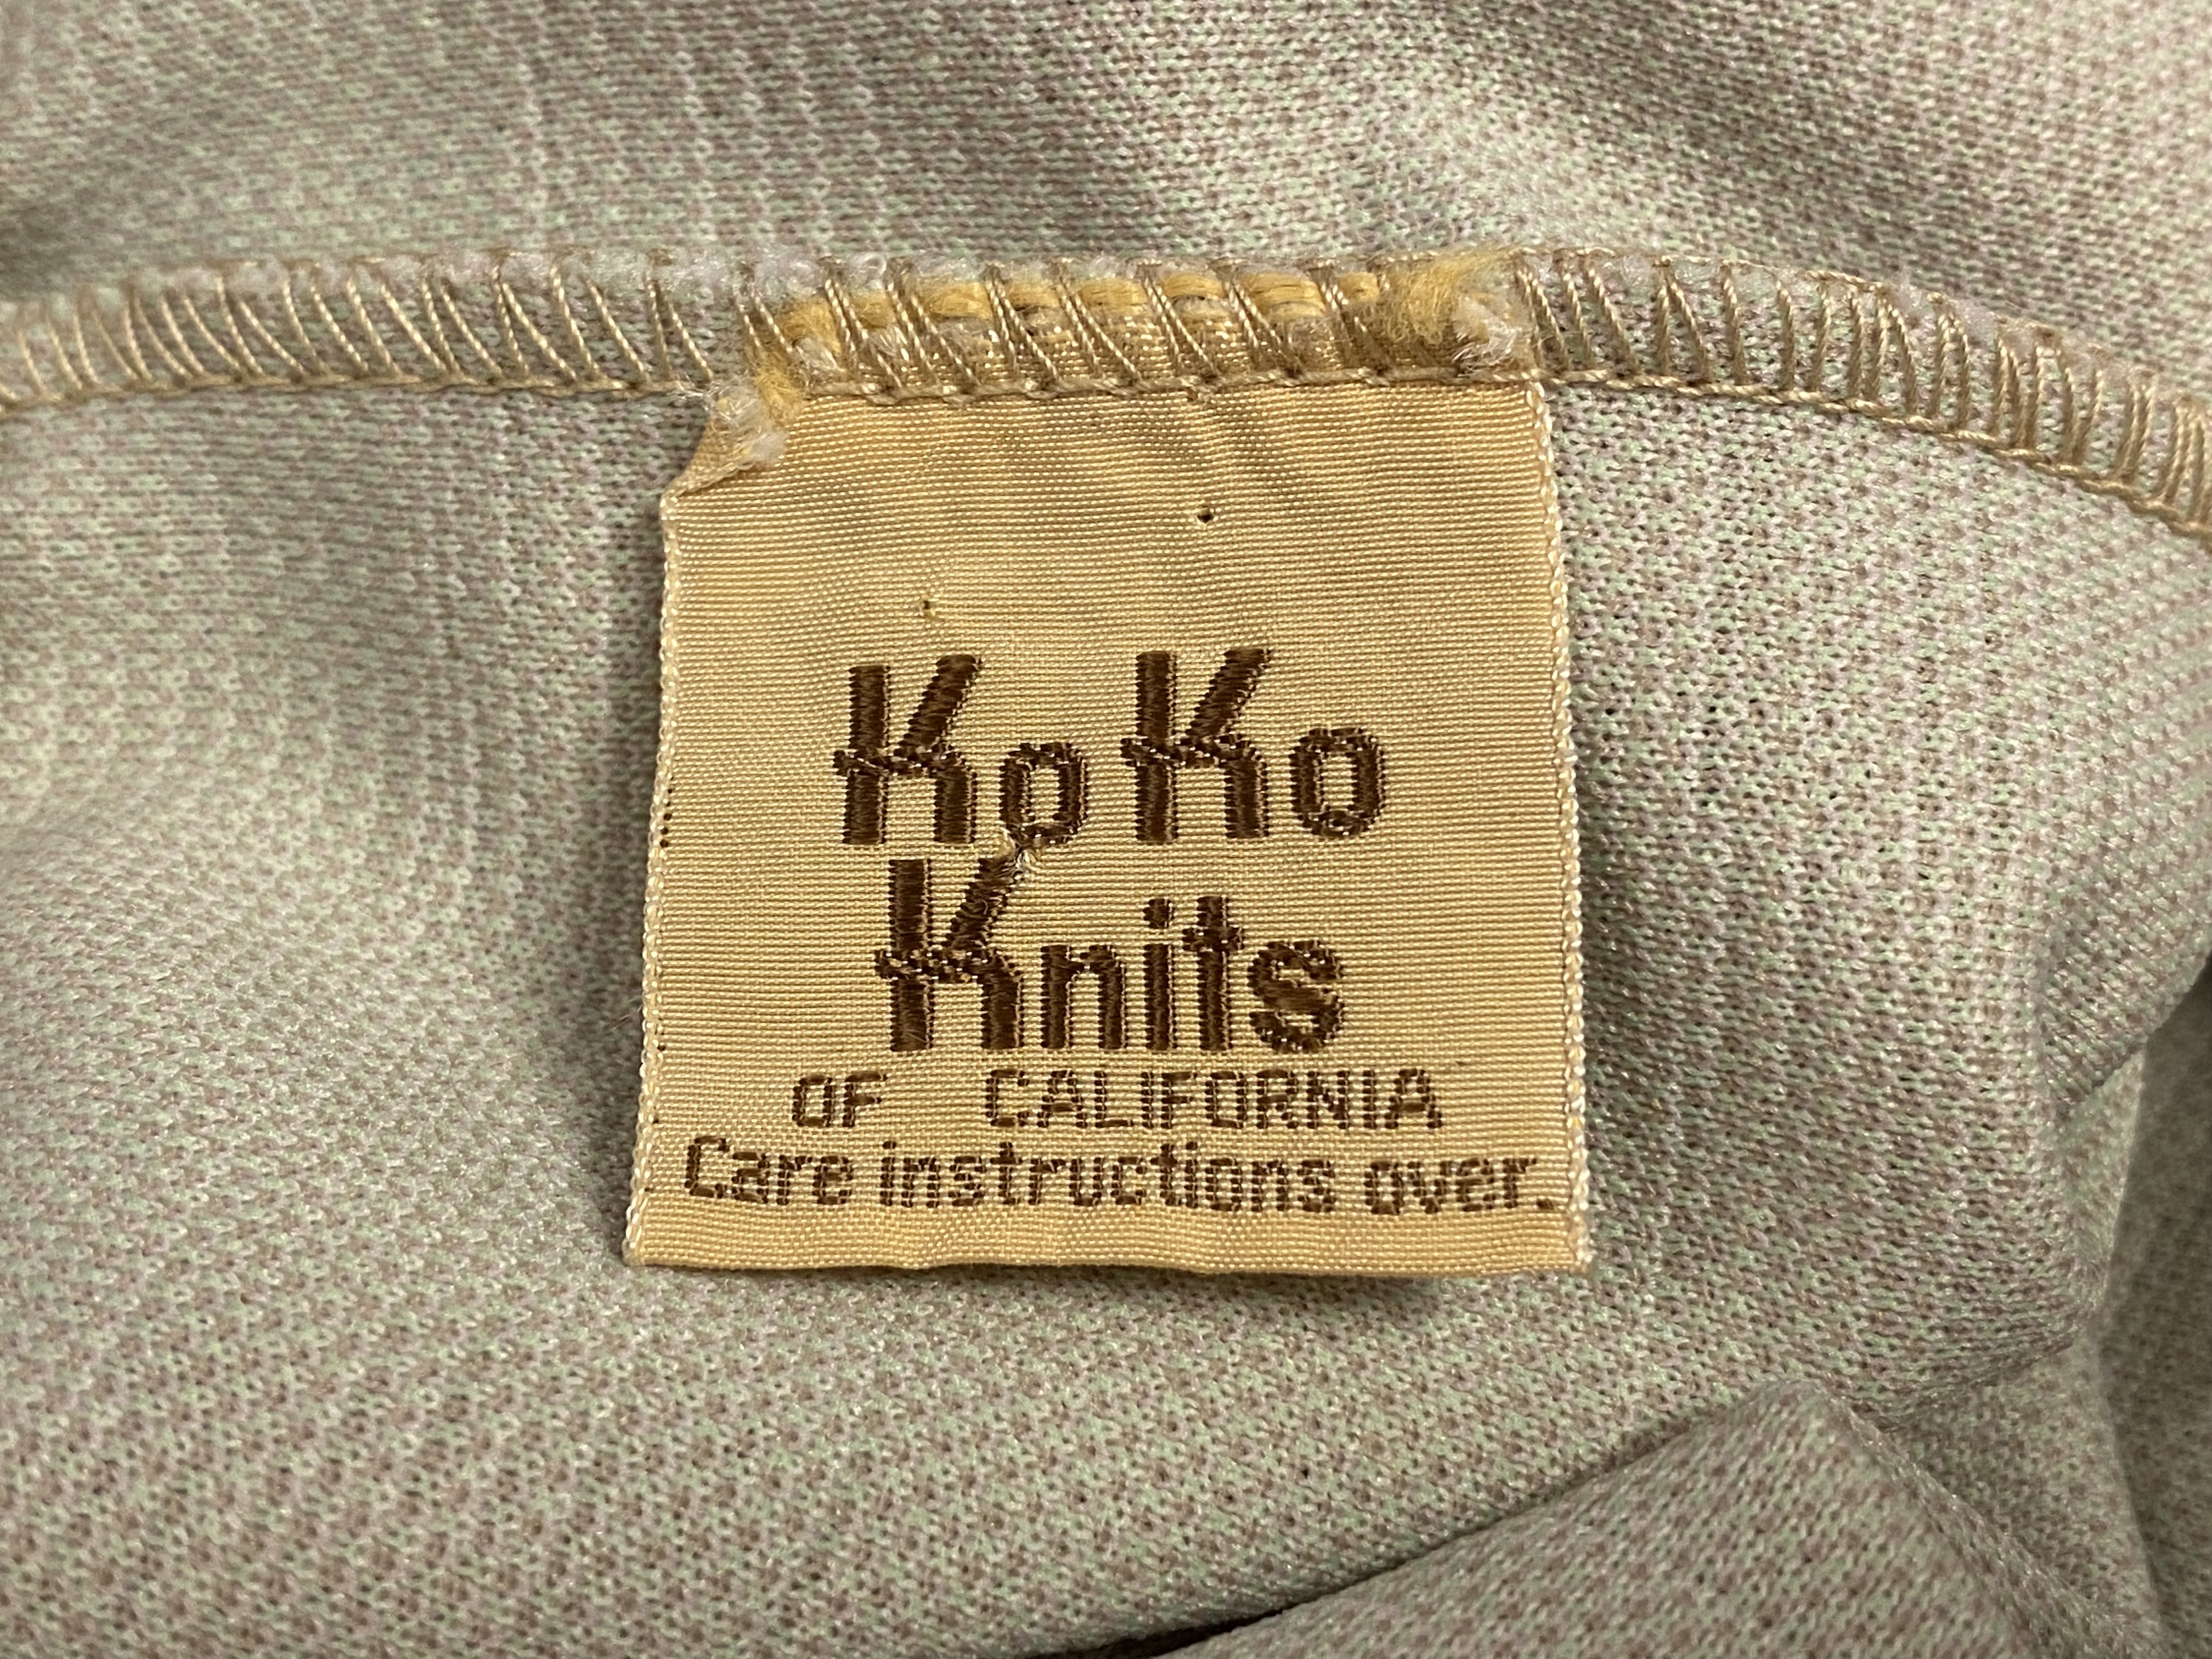 KoKo
Knits
OF CALIFORNIA
Care instructions over.